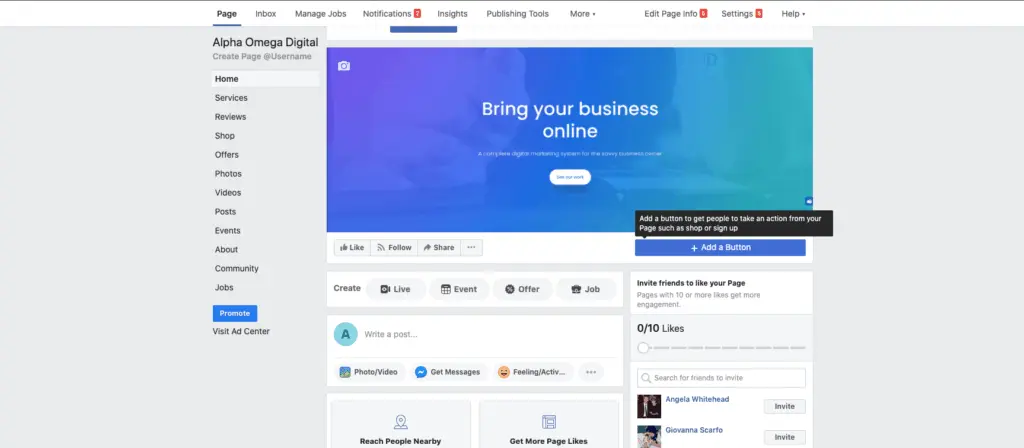 Page Inbox Manage Jobs Notifications 2 Insights Publishing Tools More Edit Page Info 5 Settings 5 Help
Alpha Omega Digital
Create Page @Username
Home
Services
Reviews
Shop
Offers
Photos
Videos
Posts
Events
About
Community
Jobs
Promote
Visit Ad Center
Bring your business
online
a complete digital marketing system for the savvy business owner
See our work
Add a button to get people to take an action from your
Page such as shop or sign up
Like Follow Share ...
+ Add a Button
Create Live Event Offer Job
A Write a post...
Photo/Video Get Messages Feeling/Activ... ...
Reach People Nearby
Get More Page Likes
Invite friends to like your Page
Pages with 10 or more likes get more
engagement.
0/10 Likes
Search for friends to invite
Angela Whitehead Invite
Giovanna Scarfo Invite